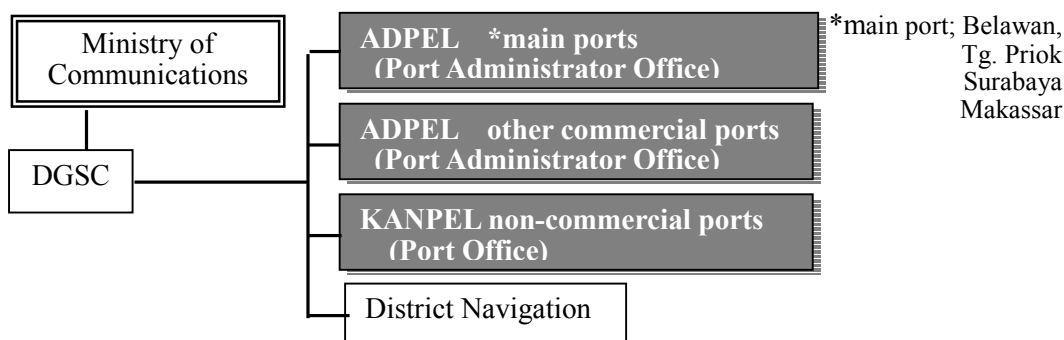 Ministry of
Communications
DGSC
ADPEL *main ports
(Port Administrator Office)
ADPEL other commercial ports
(Port Administrator Office)
KANPEL non-commercial ports
(Port Office)
District Navigation
*main port; Belawan,
Tg. Priok
Surabaya
Makassar